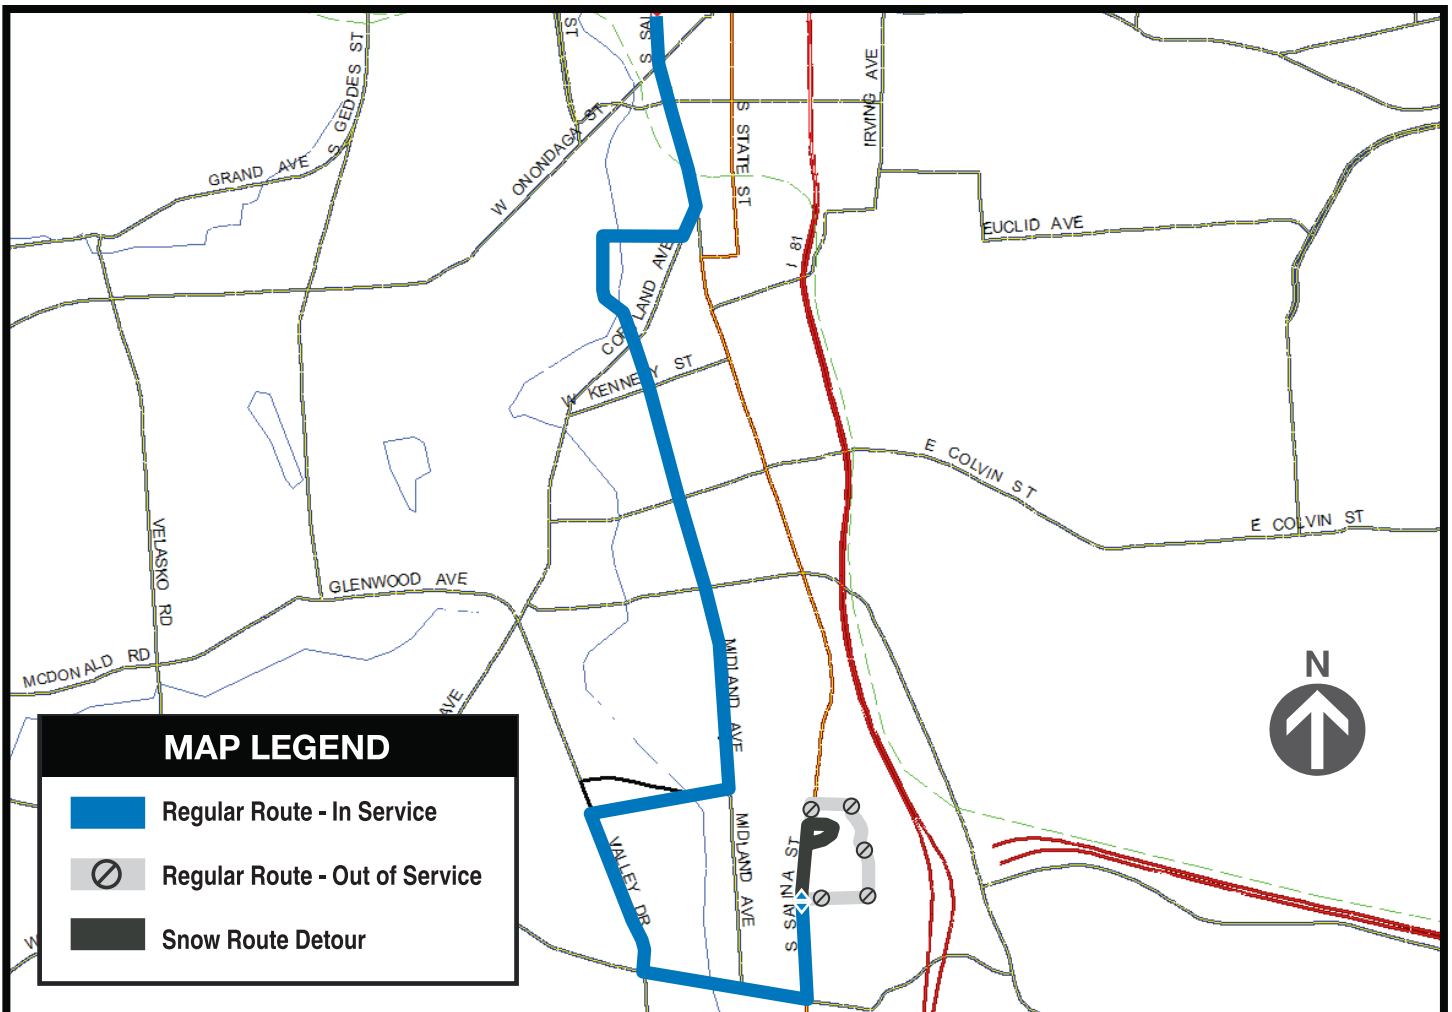 ST
S SAL
S GEDDES ST
GRAND AVE
W ONONDAGA ST
S STATE ST
IRVING AVE
EUCLID AVE
I 81
CORTLAND AVE
W KENNEDY ST
E COLVIN ST
E COLVIN ST
VELASKO RD
GLENWOOD AVE
MCDONALD RD
AVE
MIDLAND AVE
N
MAP LEGEND
Regular Route - In Service
Regular Route - Out of Service
Snow Route Detour
W
VALLEY DR
MIDLAND AVE
S SALINA ST